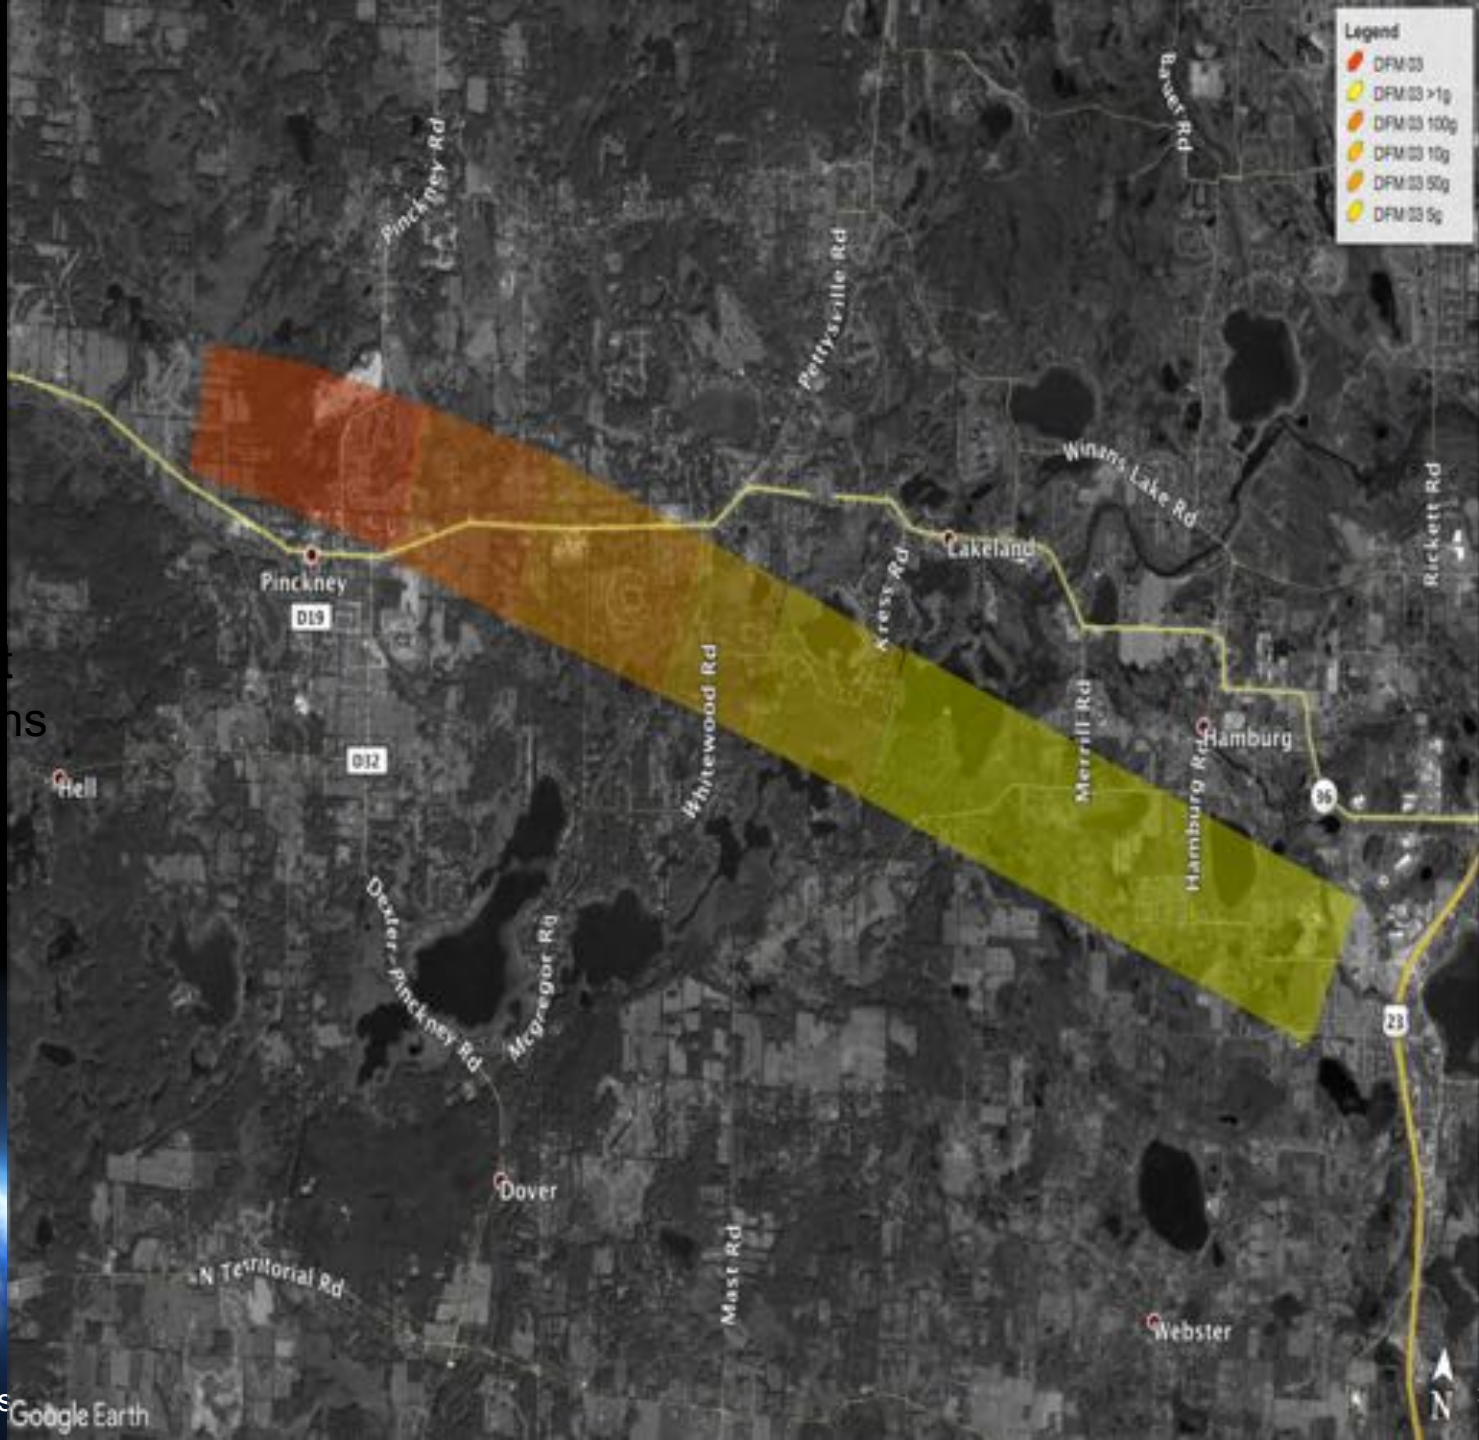 Legend
DFM 03
DFM 03 >1g
DFM 03 100g
DFM 03 10g
DFM 03 50g
DFM 03 5g
Bauer Rd
Pinckney Rd
Pettysville Rd
Winans Lake Rd
Rickett Rd
Lakeland
Kress Rd
Pinckney
D19
Whitewood Rd
Merrill Rd
Hamburg
Hamburg Rd
D32
Hell
ns
36
Dexter-Pinckney Rd
Mcgregor Rd
23
Dover
Mast Rd
N Territorial Rd
Webster
Google Earth
N